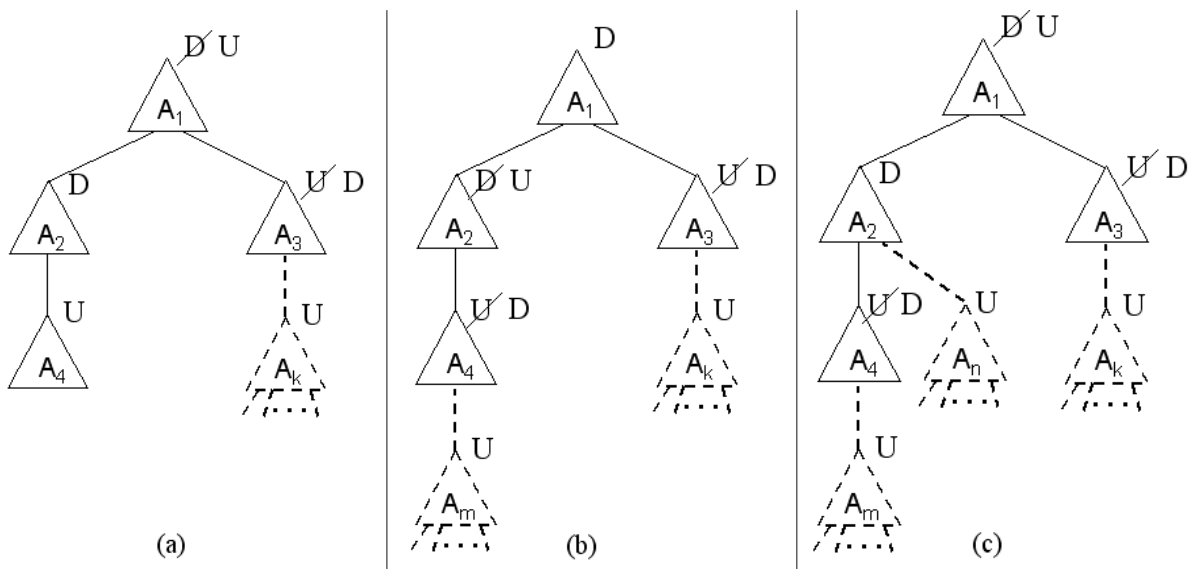 D U
A1
D
U D
A2
A3
U
U
A4
Ak
....
(a)
D
A1
D U
U D
A2
A3
U D
U
A4
Ak
....
U
Am
....
(b)
D U
A1
D
U D
A2
A3
U D
U
U
A4
An
Ak
....
....
U
Am
....
(c)